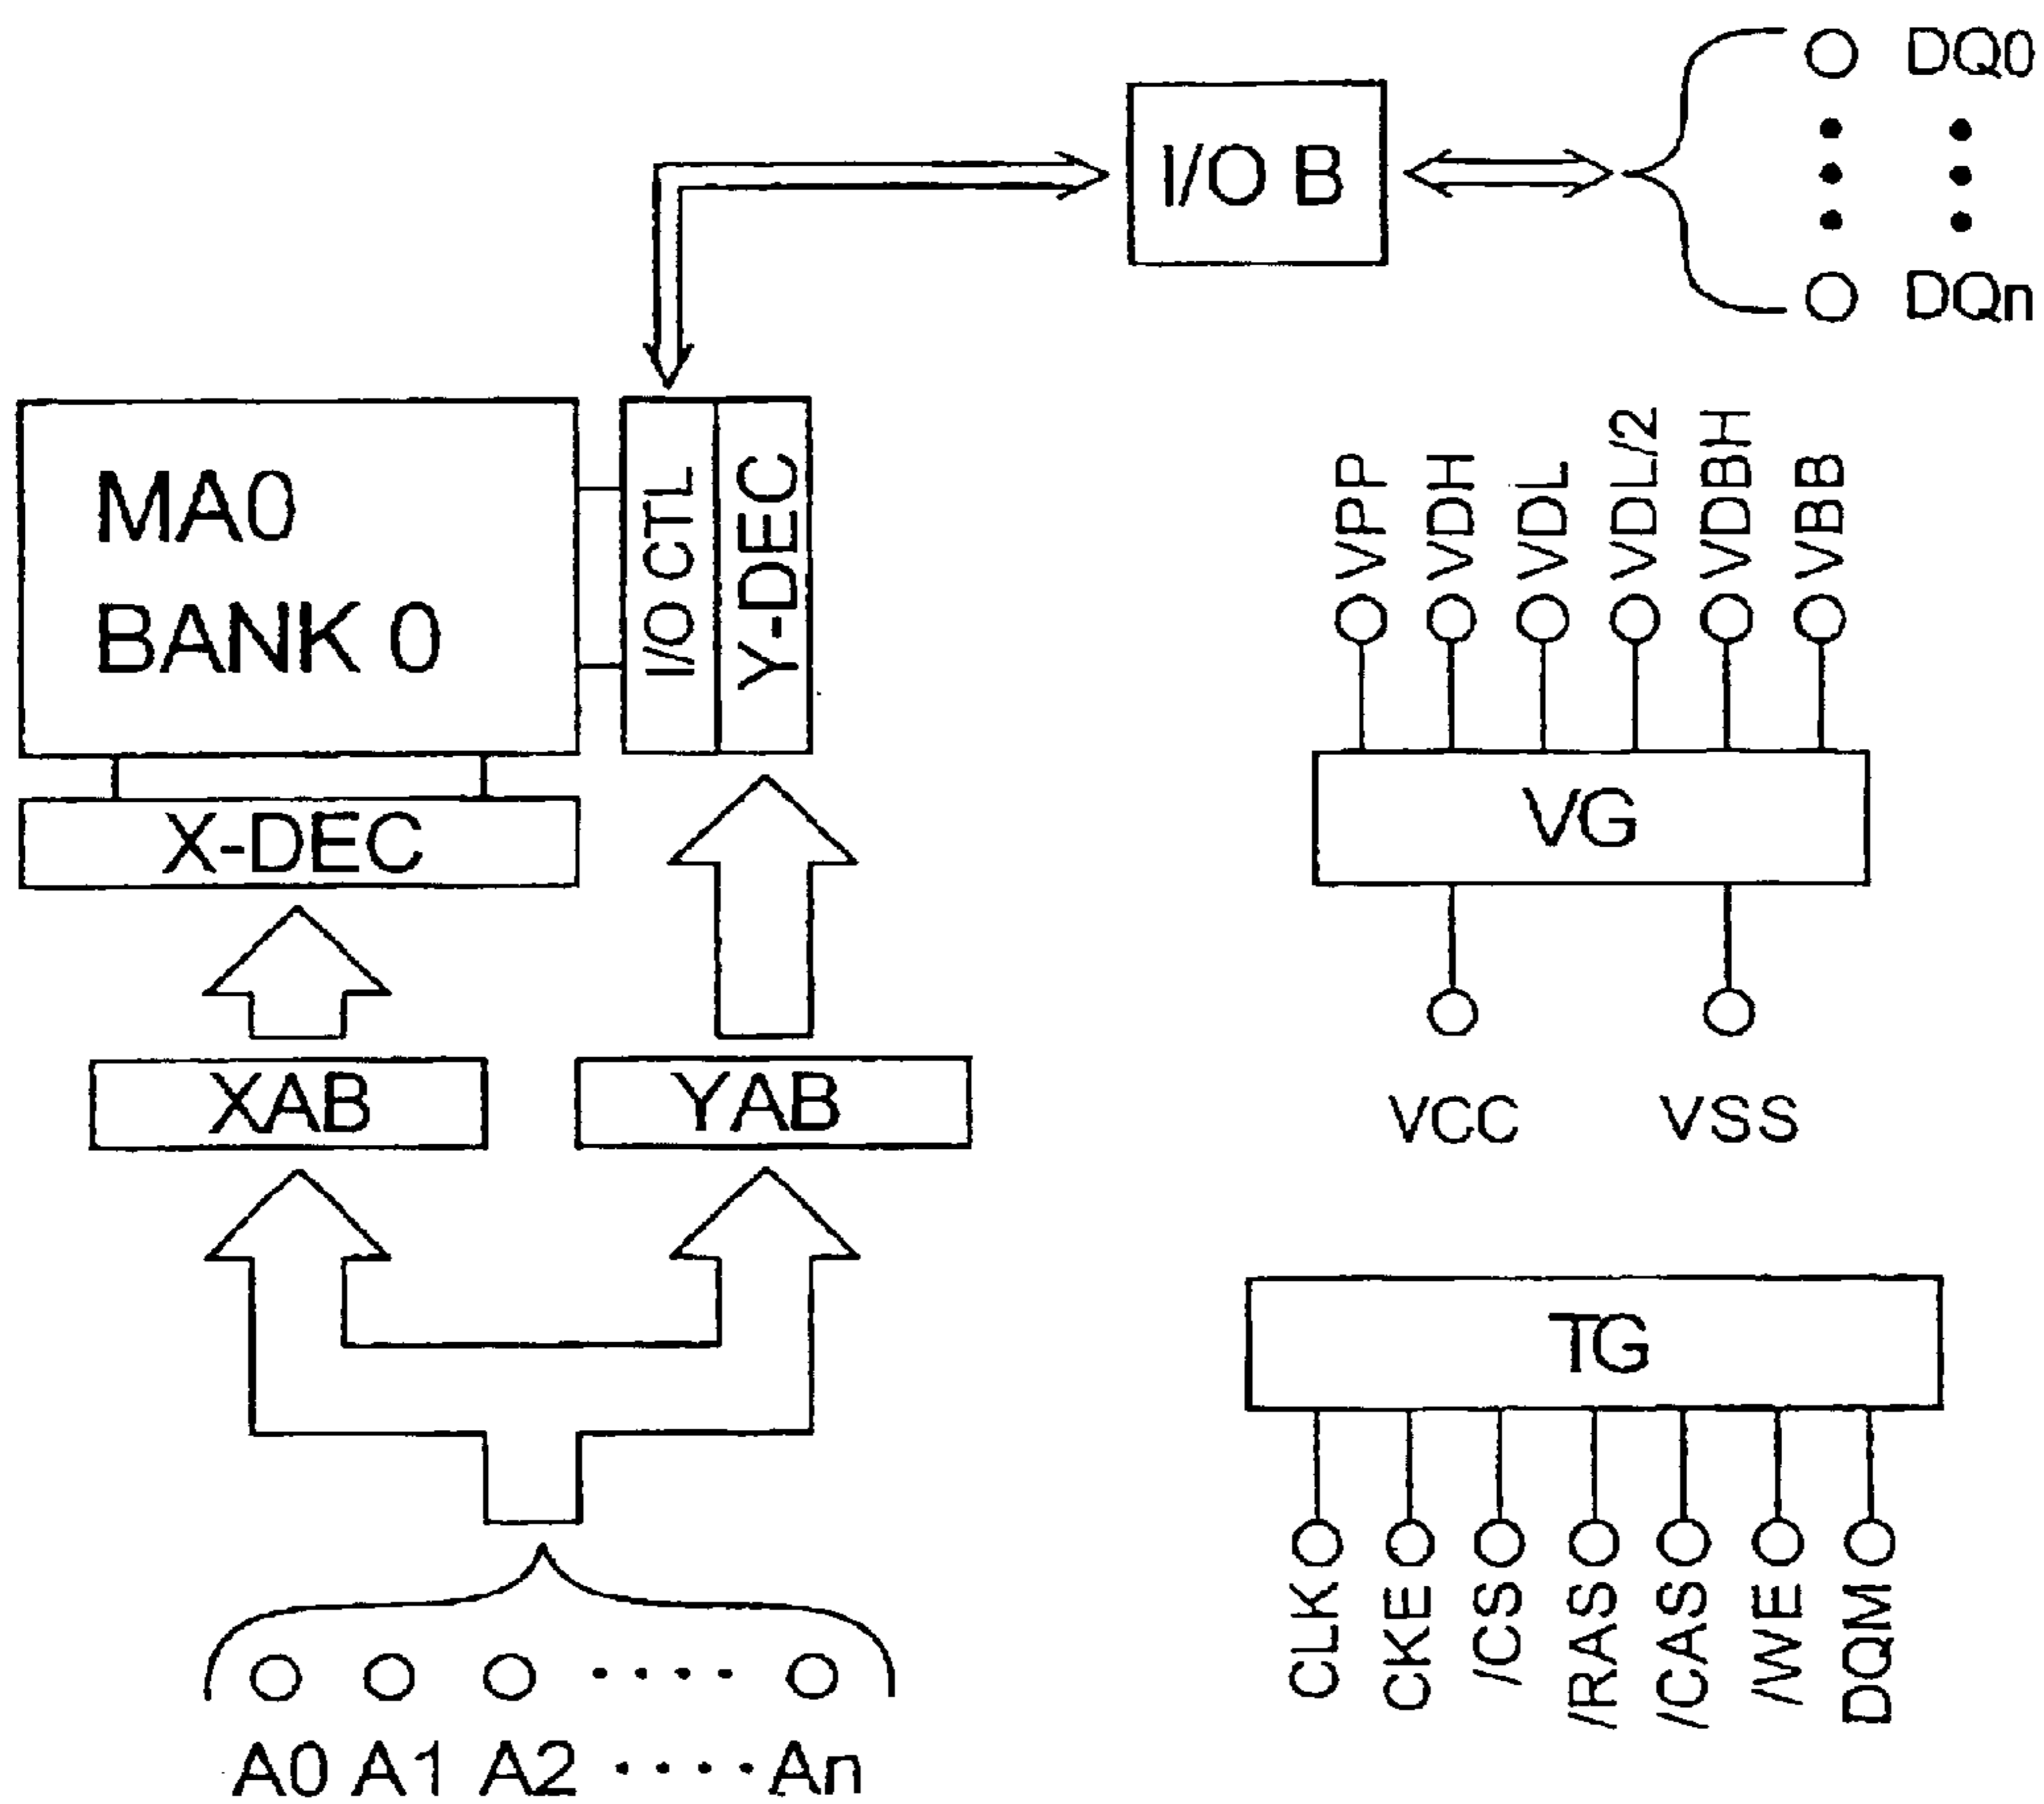 DQ0
I/O B
DQn
MA0
BANK 0
I/O CTL
Y-DEC
X-DEC
XAB
YAB
A0 A1 A2 ···· An
VPP
VDH
VDL
VDL/2
VDBH
VBB
VG
VCC
VSS
TG
CLK
CKE
/CS
/RAS
/CAS
/WE
DQM